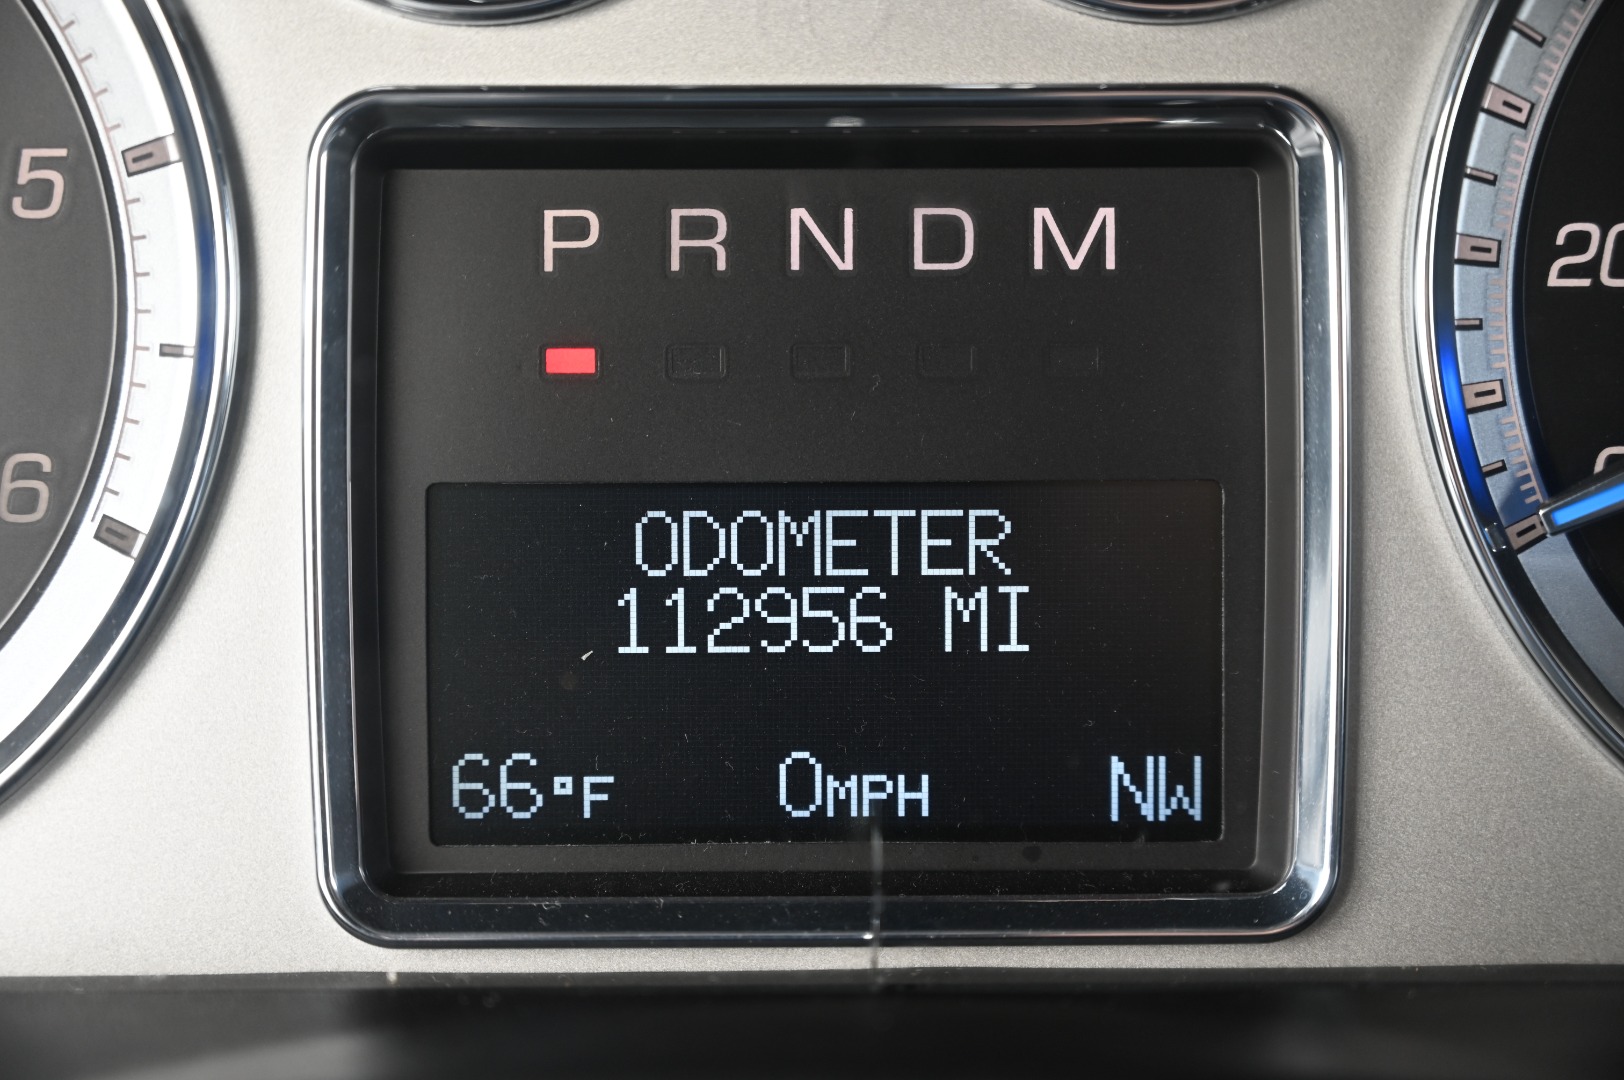 5
6
P R N D M
ODOMETER
112956 MI
66°F 0MPH NW
20